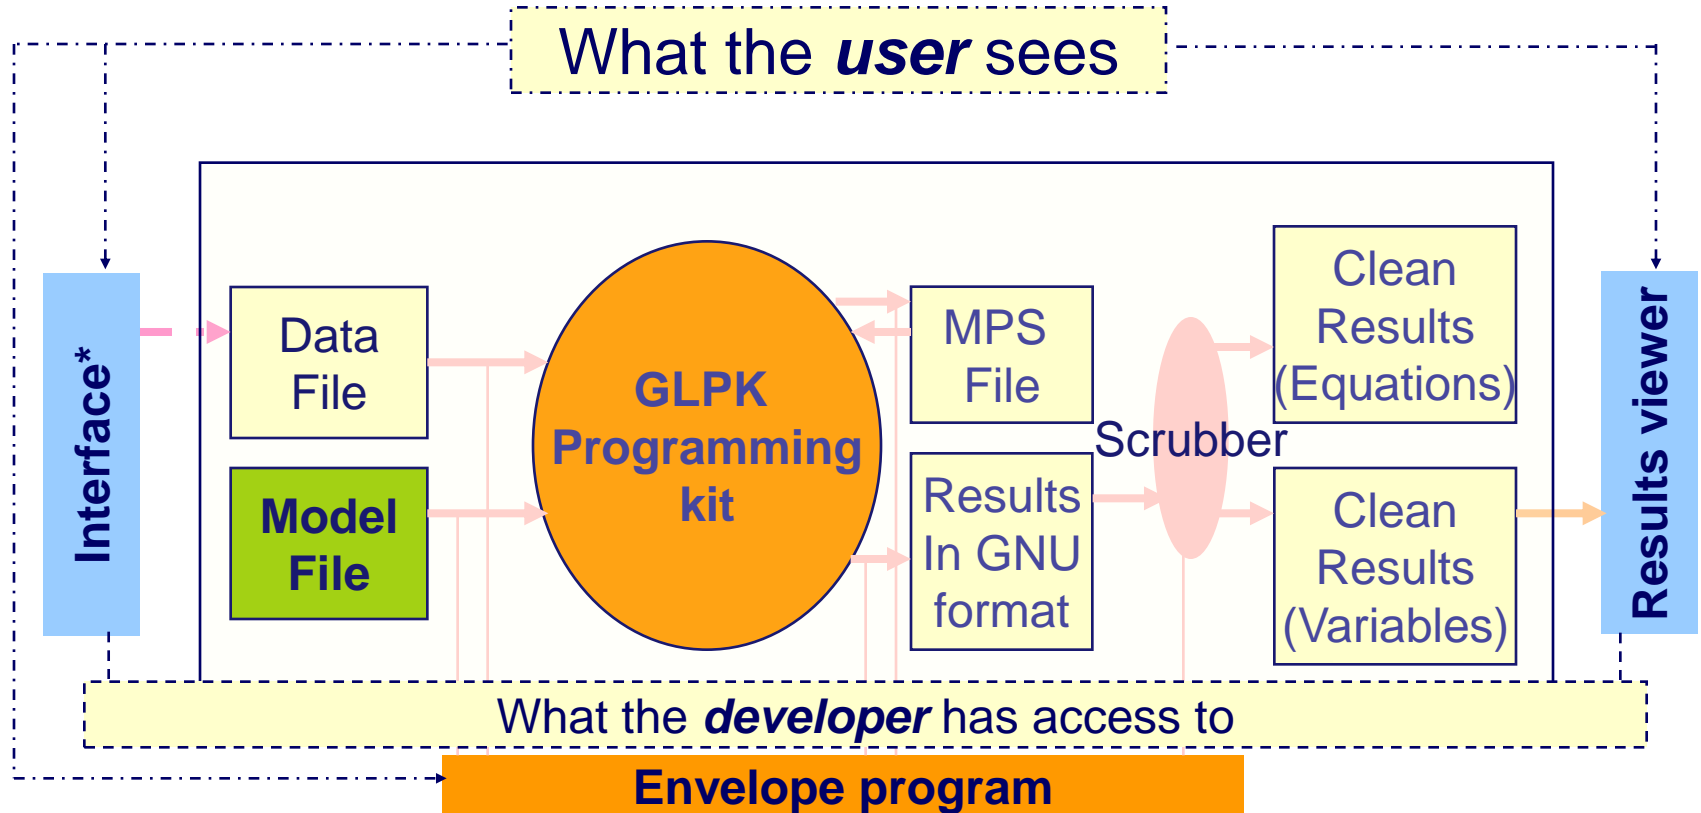 What the user sees
Interface*
Data
File
Model
File
GLPK
Programming
kit
MPS
File
Results
In GNU
format
Scrubber
Clean
Results
(Equations)
Clean
Results
(Variables)
Results viewer
What the developer has access to
Envelope program